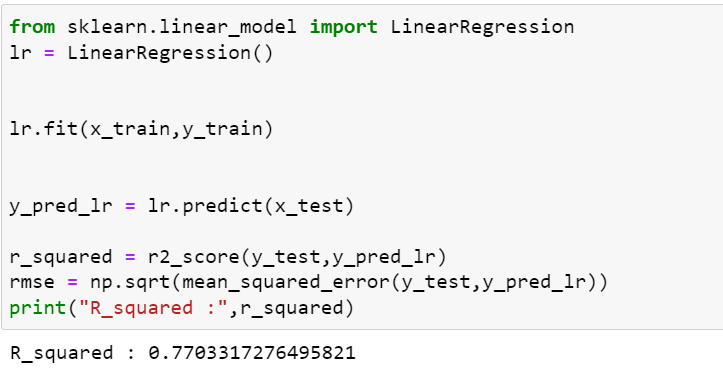 from sklearn.linear_model import LinearRegression
lr = LinearRegression()
lr.fit(x_train,y_train)
y_pred_lr = lr.predict(x_test)
r_squared = r2_score(y_test,y_pred_lr)
rmse = np.sqrt(mean_squared_error(y_test,y_pred_lr))
print("R_squared :",r_squared)
R_squared : 0.7703317276495821